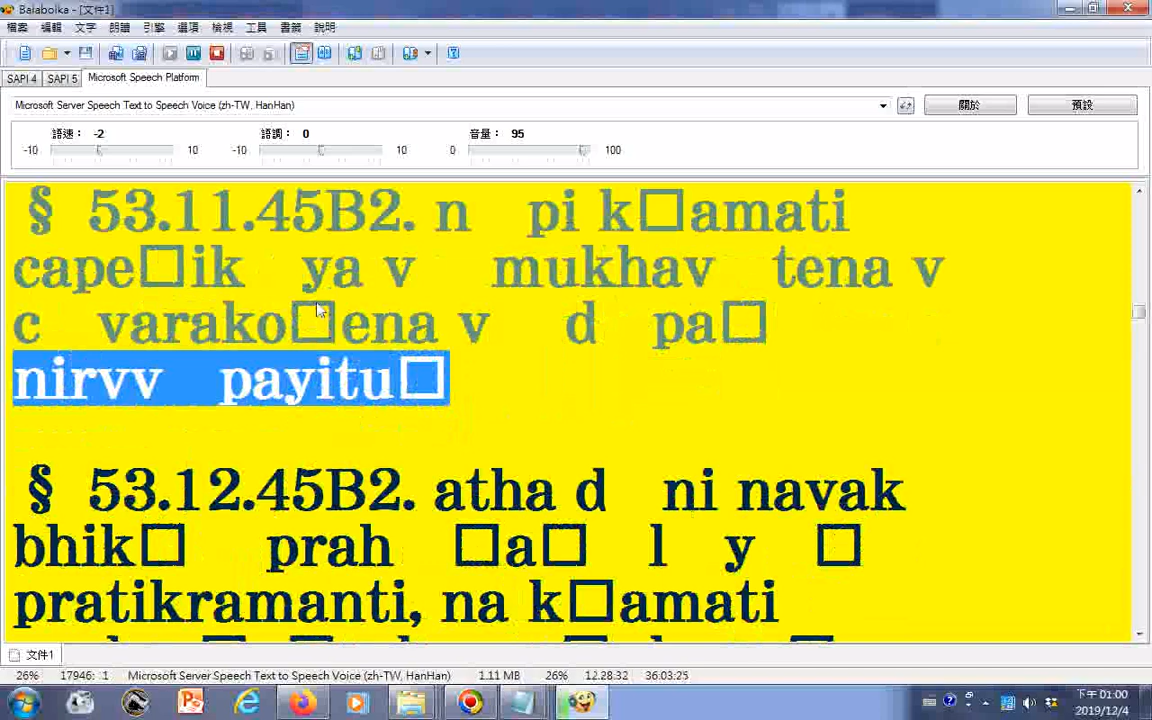 Balabolka - [文件1]
檔案 編輯 文字 朗讀 引擎 選項 檢視 工具 書籤 說明
SAPI 4 SAPI 5 Microsoft Speech Platform
Microsoft Server Speech Text to Speech Voice (zh-TW, HanHan) 關於 預設
語速： -2 語調： 0 音量： 95
-10 10 -10 10 0 100
§ 53.11.45B2. n pi k□amati
cape□ik ya v mukhav tena v
c varako□ena v d pa□
nirvv payitu□
§ 53.12.45B2. atha d ni navak
bhik□ prah □a□ l y □
pratikramanti, na k□amati
文件1
26% 17946: 1 Microsoft Server Speech Text to Speech Voice (zh-TW, HanHan) 1.11 MB 26% 12.28.32 36:03:25
下午 01:00
2019/12/4